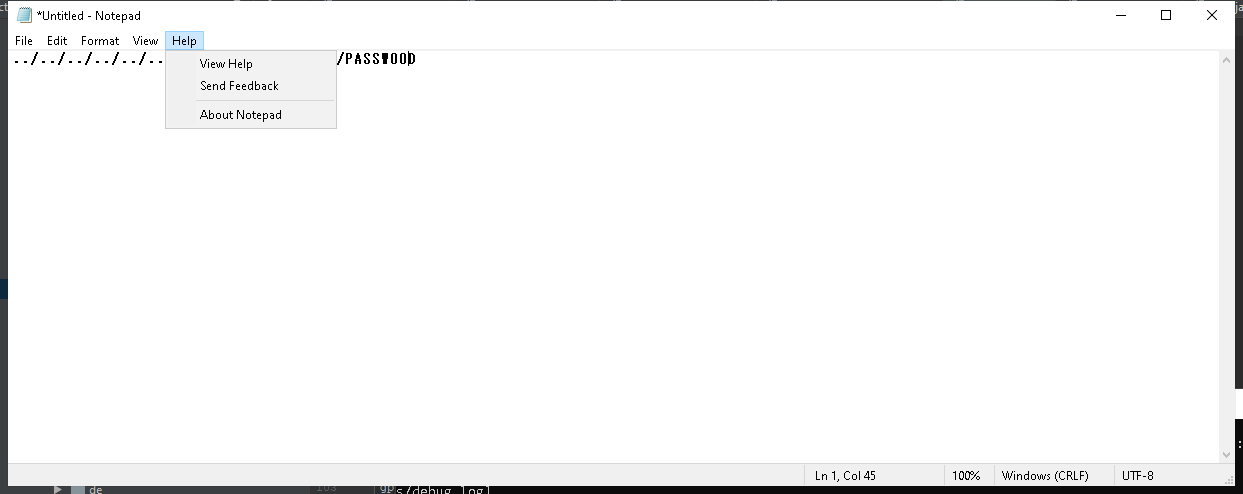 *Untitled - Notepad
File Edit Format View Help
../../../../../.. /PASSWOOD
View Help
Send Feedback
About Notepad
Ln 1, Col 45 100% Windows (CRLF) UTF-8
de 103 s/debug.log]